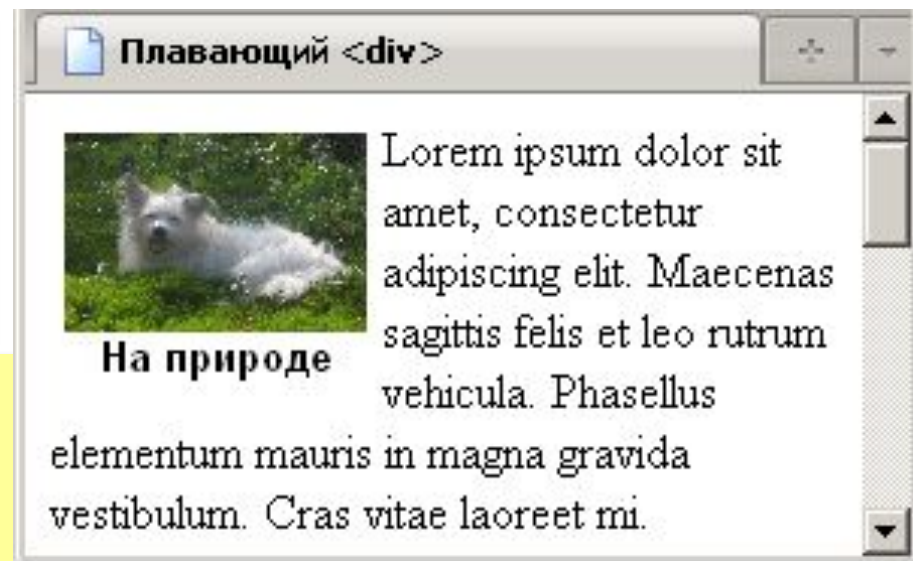 Плавающий <div>
Lorem ipsum dolor sit
amet, consectetur
adipiscing elit. Maecenas
sagittis felis et leo rutrum
vehicula. Phasellus
На природе
elementum mauris in magna gravida
vestibulum. Cras vitae laoreet mi.